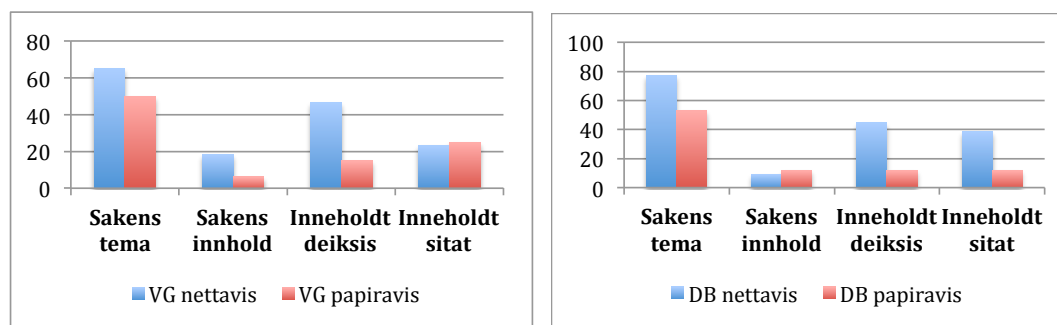 80
60
40
20
0
Sakens tema
Sakens innhold
Inneholdt deiksis
Inneholdt sitat
VG nettavis VG papiravis
100
80
60
40
20
0
Sakens tema
Sakens innhold
Inneholdt deiksis
Inneholdt sitat
DB nettavis DB papiravis